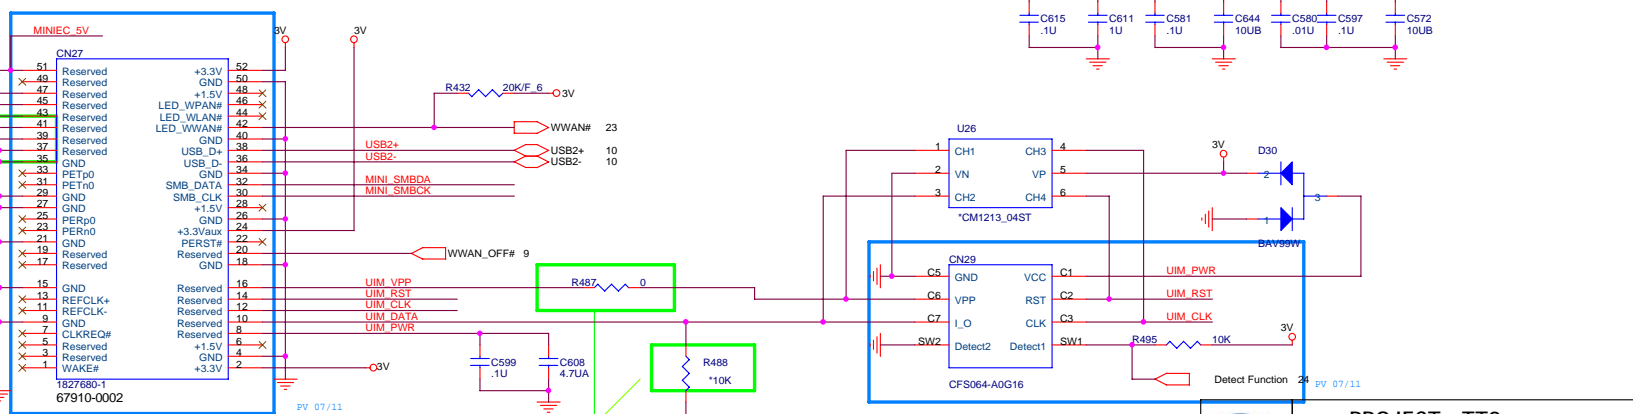 C615 C611 C581 C644 C580 C597 C572
.1U 1U .1U 10UB .01U .1U 10UB
MINIEC_5V 3V 3V
CN27
51 Reserved +3.3V 52
49 Reserved GND 50
47 Reserved +1.5V 48
45 Reserved LED_WPAN# 46
43 Reserved LED_WLAN# 44
41 Reserved LED_WWAN# 42
39 Reserved GND 40
37 Reserved USB_D+ 38
35 GND USB_D- 36
33 PETp0 GND 34
31 PETn0 SMB_DATA 32
29 GND SMB_CLK 30
27 GND +1.5V 28
25 PERp0 GND 26
23 PERn0 +3.3Vaux 24
21 GND PERST# 22
19 Reserved Reserved 20
17 Reserved GND 18
15 GND Reserved 16
13 REFCLK+ Reserved 14
11 REFCLK- Reserved 12
9 GND Reserved 10
7 CLKREQ# Reserved 8
5 Reserved +1.5V 6
3 Reserved GND 4
1 WAKE# +3.3V 2
1827680-1
67910-0002
PV 07/11
R432 20K/F_6 3V
WWAN# 23
USB2+ USB2+ 10
USB2- USB2- 10
MINI_SMBDA
MINI_SMBCK
WWAN_OFF# 9
UIM_VPP R487 0
UIM_RST
UIM_CLK
UIM_DATA
UIM_PWR
C599 .1U
C608 4.7UA
3V
R488
*10K
U26
1 CH1 CH3 4
2 VN VP 5
3 CH2 CH4 6
*CM1213_04ST
3V D30
2
3
1
BAV99W
CN29
C5 GND VCC C1 UIM_PWR
C6 VPP RST C2 UIM_RST
C7 I_O CLK C3 UIM_CLK
SW2 Detect2 Detect1 SW1 R495 10K 3V
CFS064-A0G16
Detect Function 24
PV 07/11